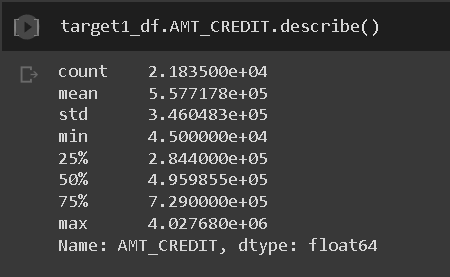 [ ] target1_df.AMT_CREDIT.describe()
count    2.183500e+04
mean     5.577178e+05
std      3.460483e+05
min      4.500000e+04
25%      2.844000e+05
50%      4.959855e+05
75%      7.290000e+05
max      4.027680e+06
Name: AMT_CREDIT, dtype: float64